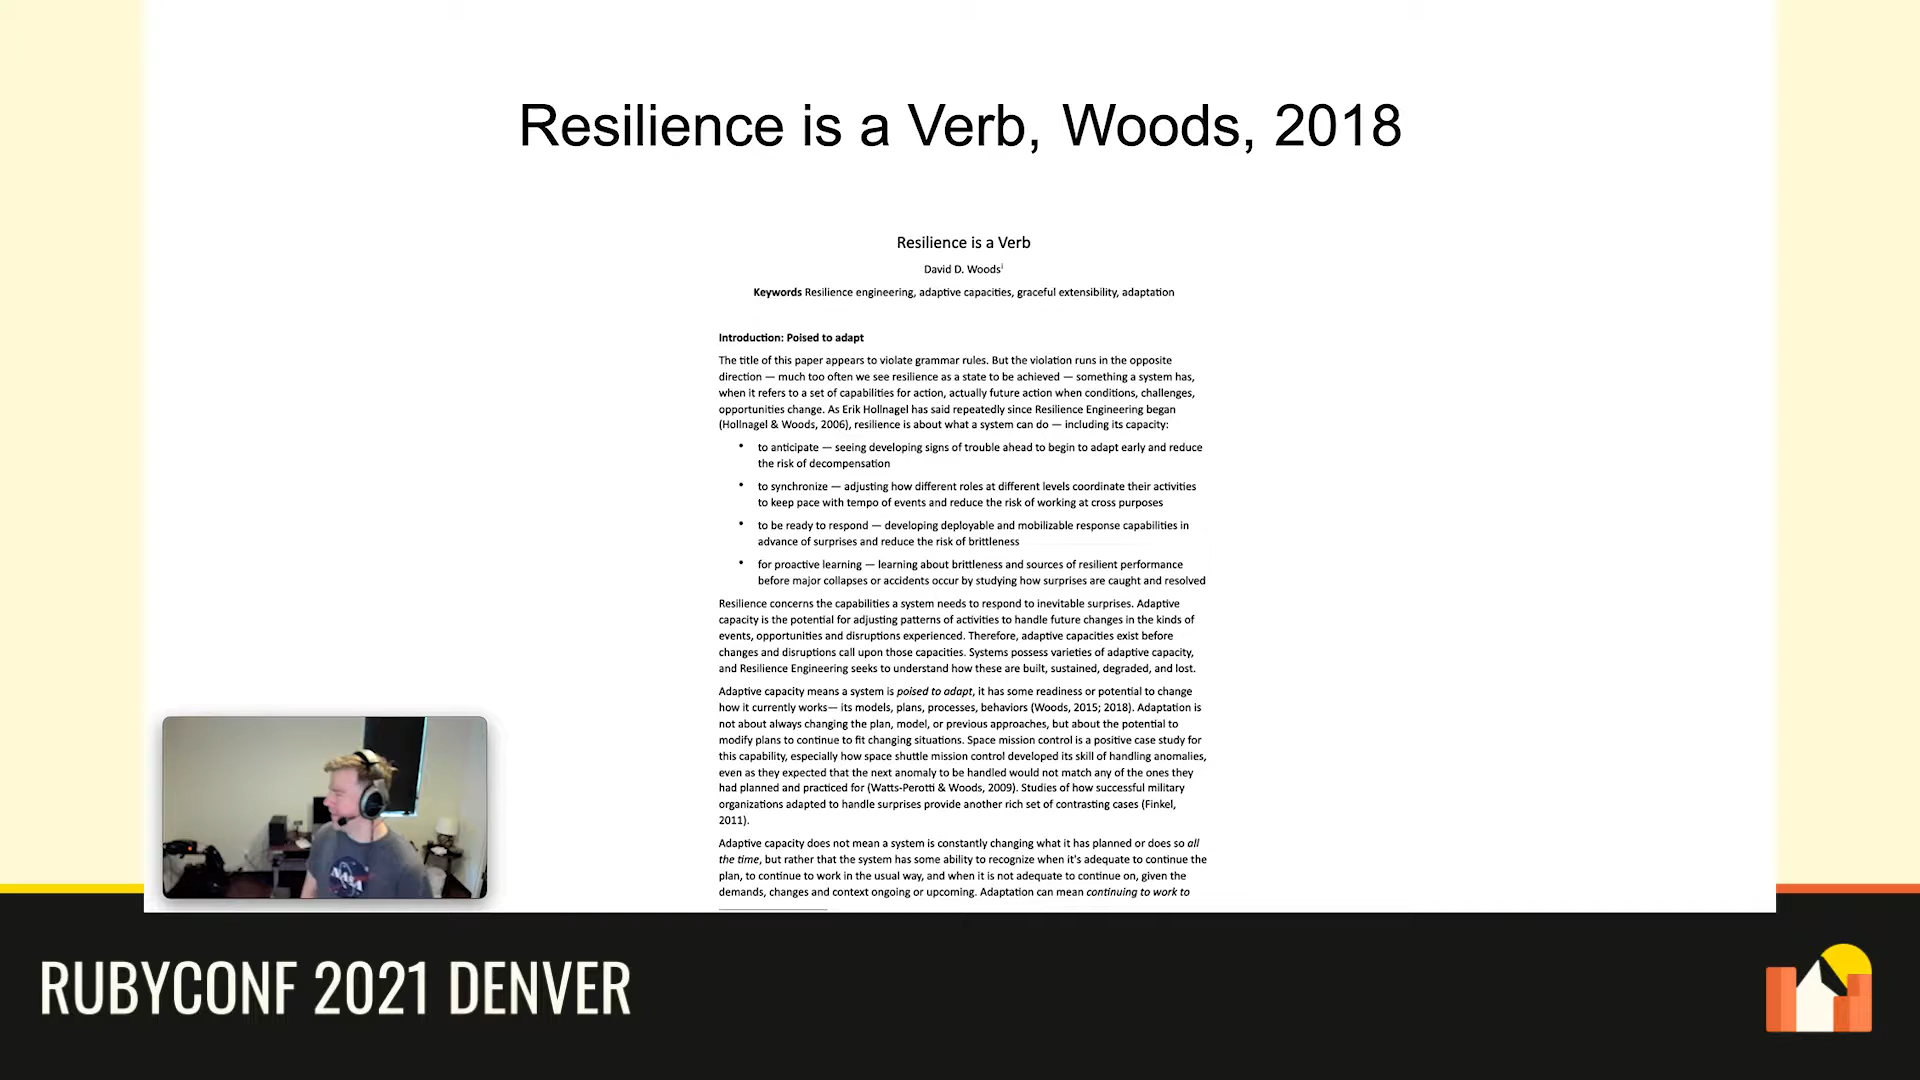 Resilience is a Verb, Woods, 2018
Resilience is a Verb
David D. Woodsⁱ
Keywords Resilience engineering, adaptive capacities, graceful extensibility, adaptation
Introduction: Poised to adapt
The title of this paper appears to violate grammar rules. But the violation runs in the opposite
direction — much too often we see resilience as a state to be achieved — something a system has,
when it refers to a set of capabilities for action, actually future action when conditions, challenges,
opportunities change. As Erik Hollnagel has said repeatedly since Resilience Engineering began
(Hollnagel & Woods, 2006), resilience is about what a system can do — including its capacity:
• to anticipate — seeing developing signs of trouble ahead to begin to adapt early and reduce
the risk of decompensation
• to synchronize — adjusting how different roles at different levels coordinate their activities
to keep pace with tempo of events and reduce the risk of working at cross purposes
• to be ready to respond — developing deployable and mobilizable response capabilities in
advance of surprises and reduce the risk of brittleness
• for proactive learning — learning about brittleness and sources of resilient performance
before major collapses or accidents occur by studying how surprises are caught and resolved
Resilience concerns the capabilities a system needs to respond to inevitable surprises. Adaptive
capacity is the potential for adjusting patterns of activities to handle future changes in the kinds of
events, opportunities and disruptions experienced. Therefore, adaptive capacities exist before
changes and disruptions call upon those capacities. Systems possess varieties of adaptive capacity,
and Resilience Engineering seeks to understand how these are built, sustained, degraded, and lost.
Adaptive capacity means a system is poised to adapt, it has some readiness or potential to change
how it currently works— its models, plans, processes, behaviors (Woods, 2015; 2018). Adaptation is
not about always changing the plan, model, or previous approaches, but about the potential to
modify plans to continue to fit changing situations. Space mission control is a positive case study for
this capability, especially how space shuttle mission control developed its skill of handling anomalies,
even as they expected that the next anomaly to be handled would not match any of the ones they
had planned and practiced for (Watts-Perotti & Woods, 2009). Studies of how successful military
organizations adapted to handle surprises provide another rich set of contrasting cases (Finkel,
2011).
Adaptive capacity does not mean a system is constantly changing what it has planned or does so all
the time, but rather that the system has some ability to recognize when it's adequate to continue the
plan, to continue to work in the usual way, and when it is not adequate to continue on, given the
demands, changes and context ongoing or upcoming. Adaptation can mean continuing to work to
NASA
RUBYCONF 2021 DENVER